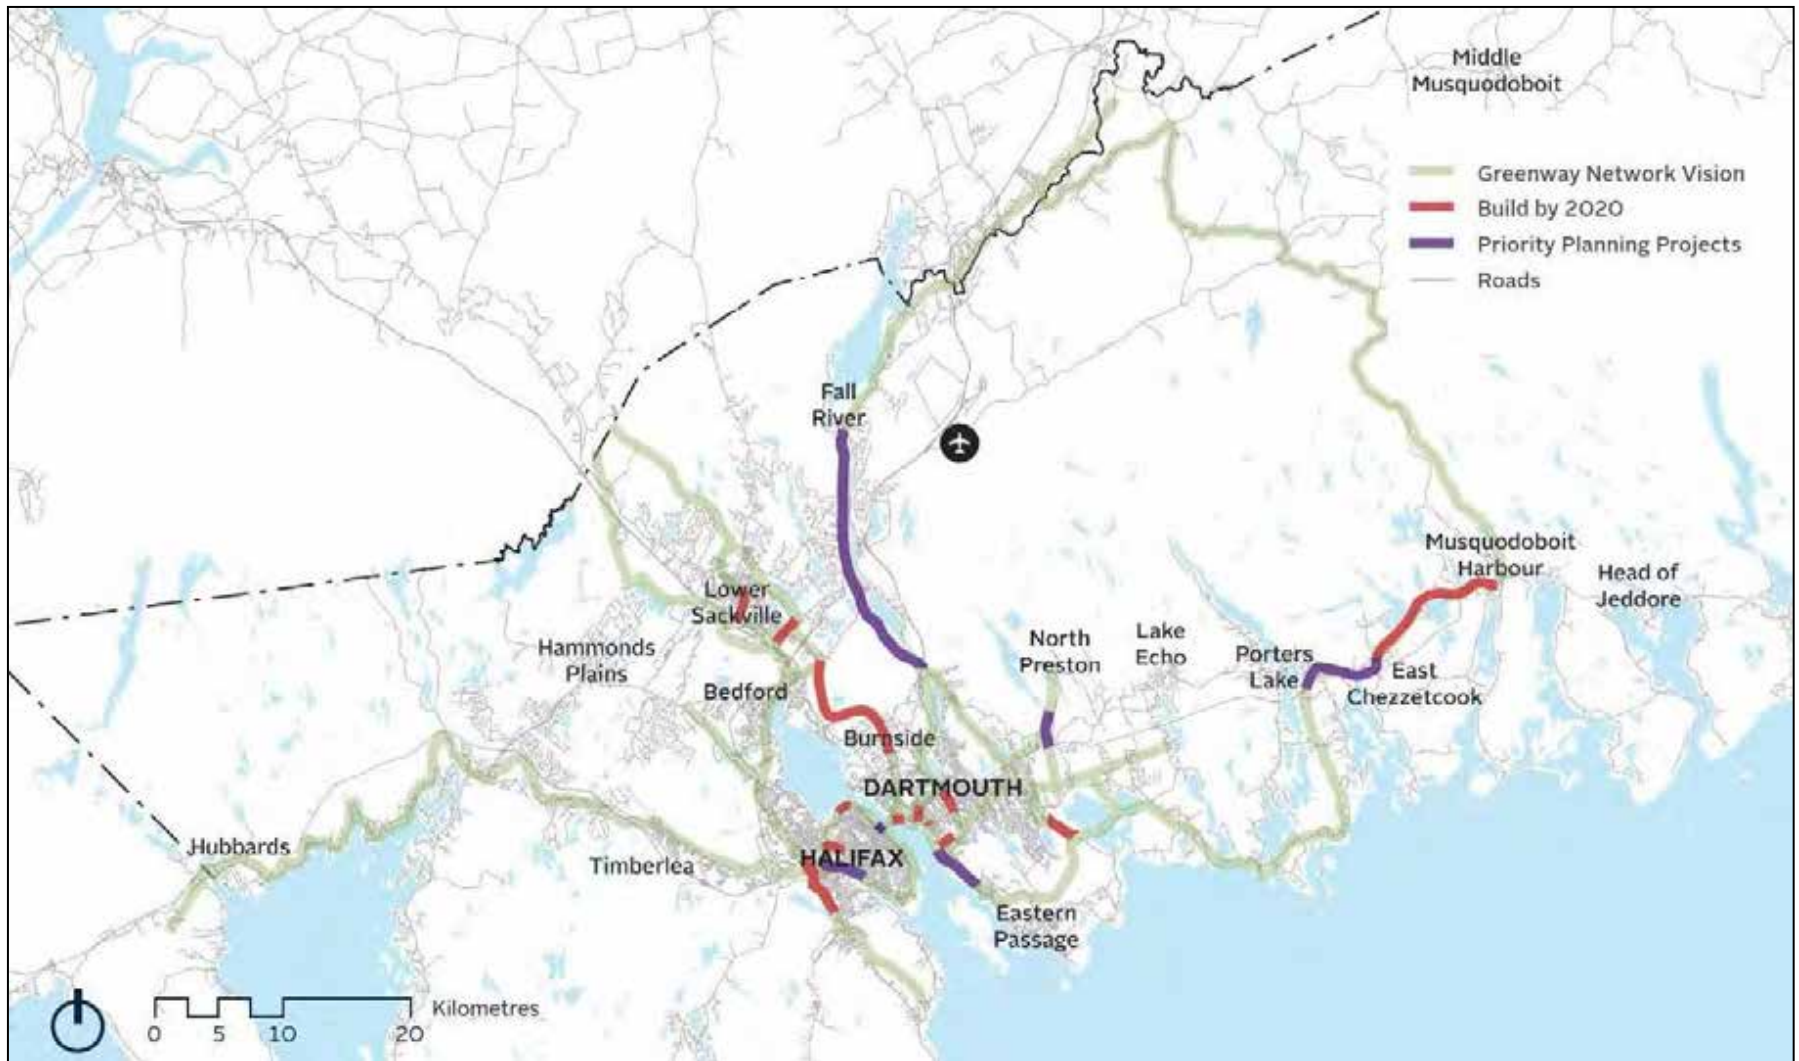 Middle
Musquodoboit
Greenway Network Vision
Build by 2020
Priority Planning Projects
Roads
Fall
River
Musquodoboit
Harbour
Head of
Jeddore
Lower
Sackville
North
Preston
Lake
Echo
Hammonds
Plains
Porters
Lake
East
Chezzetcook
Bedford
Burnside
DARTMOUTH
Hubbards
Timberlea
HALIFAX
Eastern
Passage
Kilometres
0 5 10 20